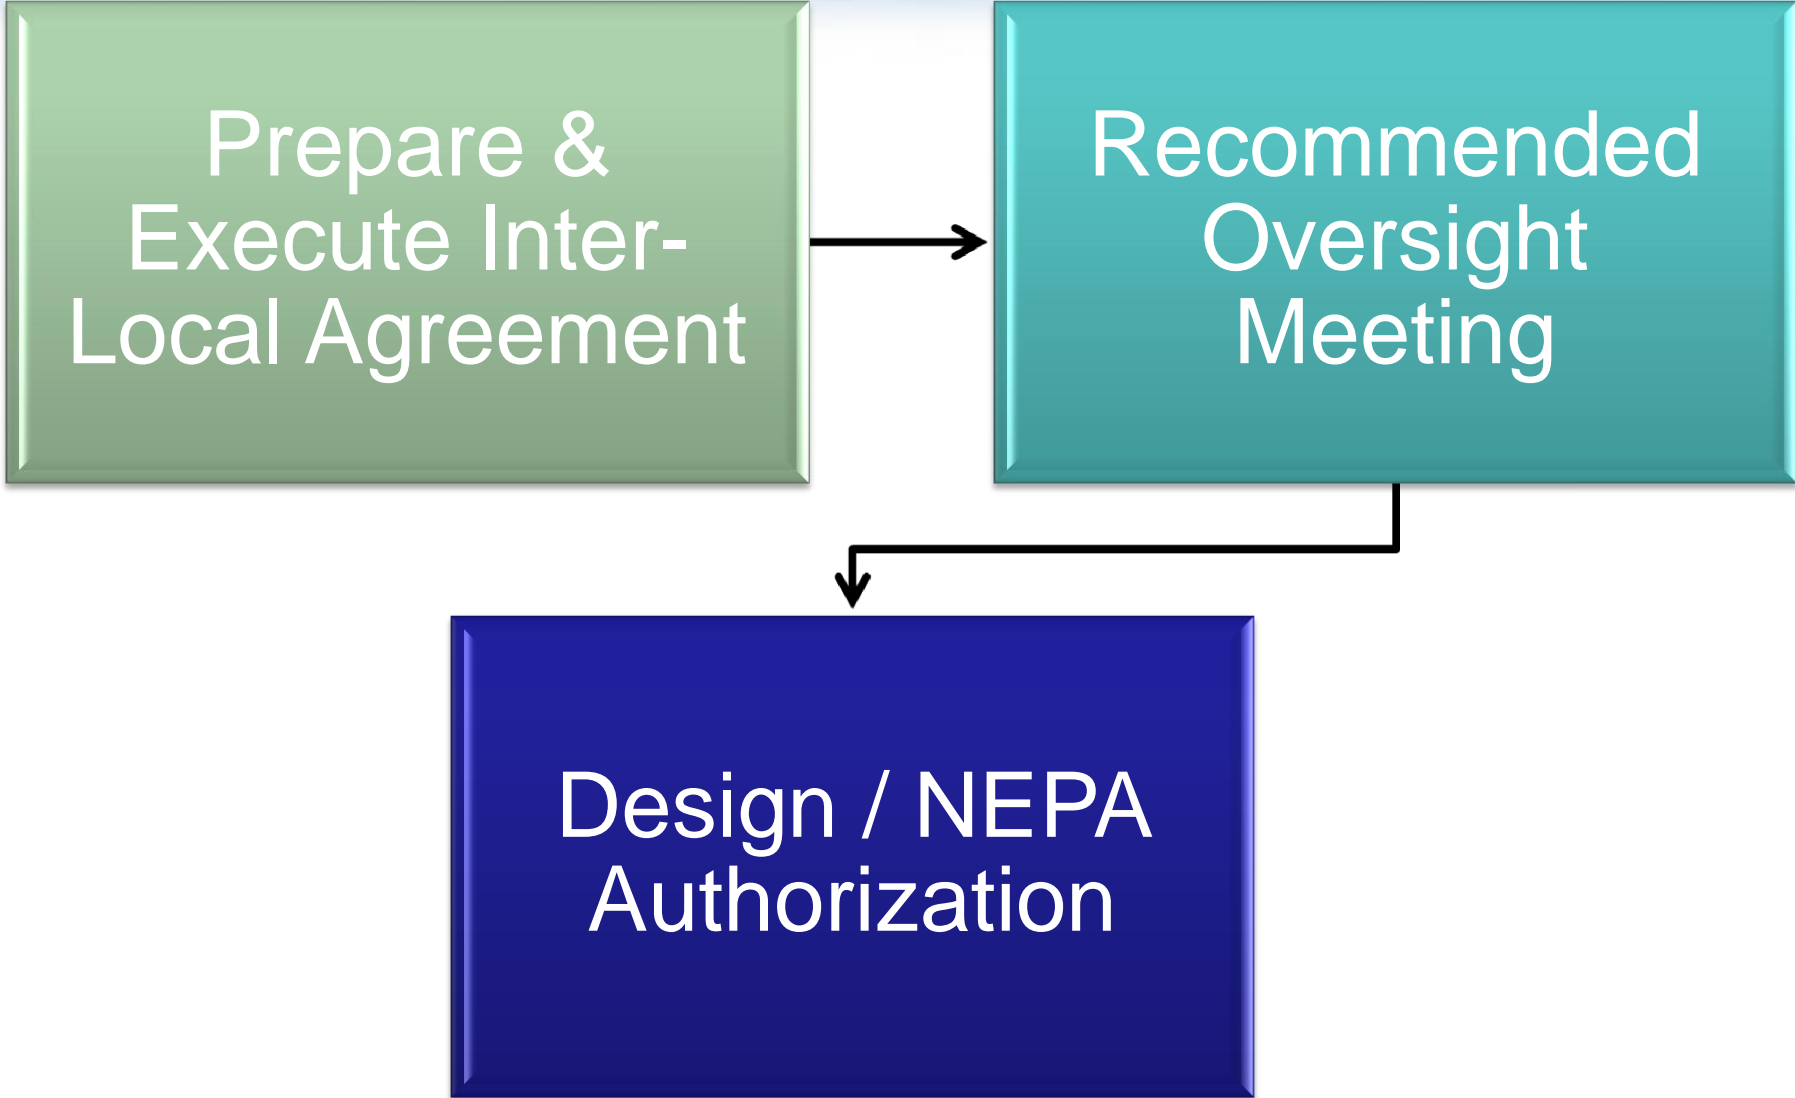 Prepare &
Execute Inter-
Local Agreement
Recommended
Oversight
Meeting
Design / NEPA
Authorization